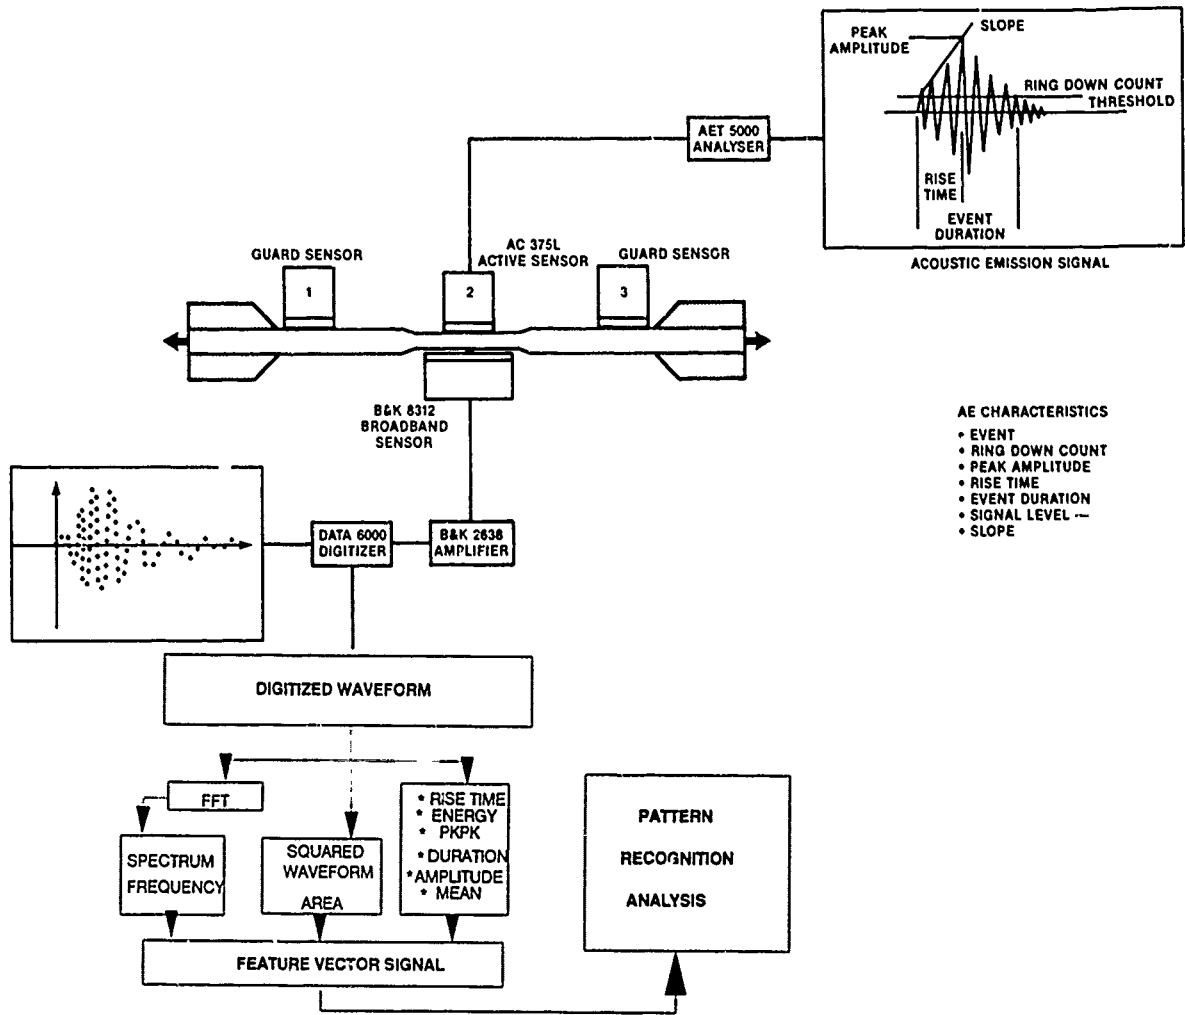 PEAK
AMPLITUDE
SLOPE
RING DOWN COUNT
THRESHOLD
RISE
TIME
EVENT
DURATION
ACOUSTIC EMISSION SIGNAL
AET 5000
ANALYSER
GUARD SENSOR
AC 375L
ACTIVE SENSOR
GUARD SENSOR
1
2
3
B&K 8312
BROADBAND
SENSOR
AE CHARACTERISTICS
• EVENT
• RING DOWN COUNT
• PEAK AMPLITUDE
• RISE TIME
• EVENT DURATION
• SIGNAL LEVEL —
• SLOPE
DATA 6000
DIGITIZER
B&K 2638
AMPLIFIER
DIGITIZED WAVEFORM
FFT
* RISE TIME
* ENERGY
* PKPK
* DURATION
* AMPLITUDE
* MEAN
SPECTRUM
FREQUENCY
SQUARED
WAVEFORM
AREA
PATTERN
RECOGNITION
ANALYSIS
FEATURE VECTOR SIGNAL